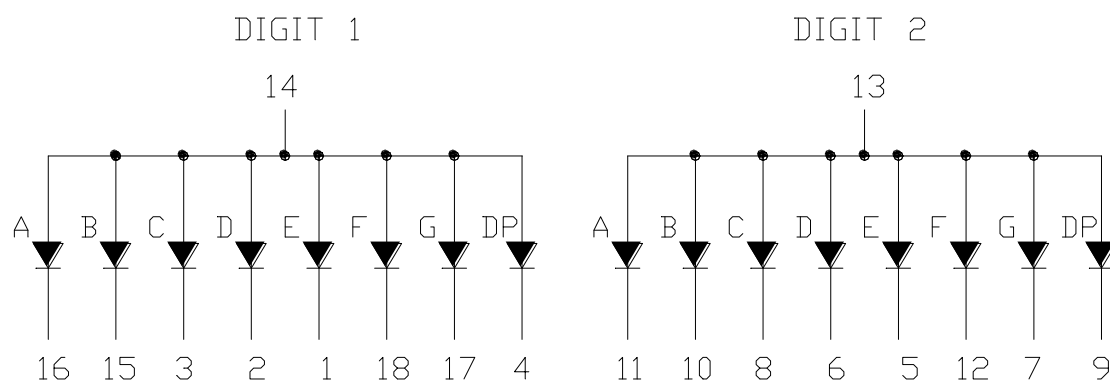 DIGIT 1 DIGIT 2
14 13
A B C D E F G DP A B C D E F G DP
16 15 3 2 1 18 17 4 11 10 8 6 5 12 7 9